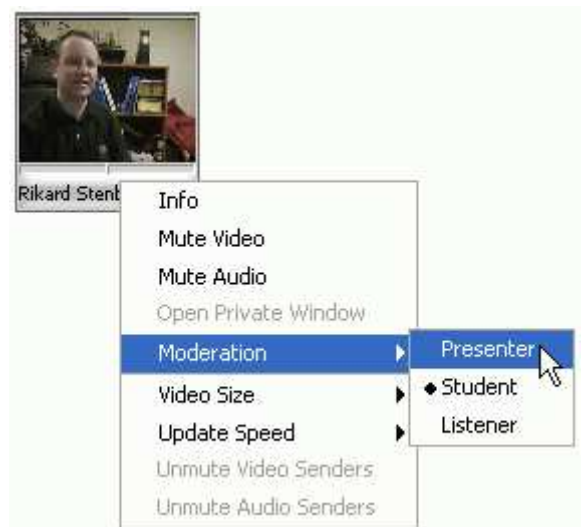 Rikard
Info
Mute Video
Mute Audio
Open Private Window
Moderation
Presenter
Student
Listener
Video Size
Update Speed
Unmute Video Senders
Unmute Audio Senders